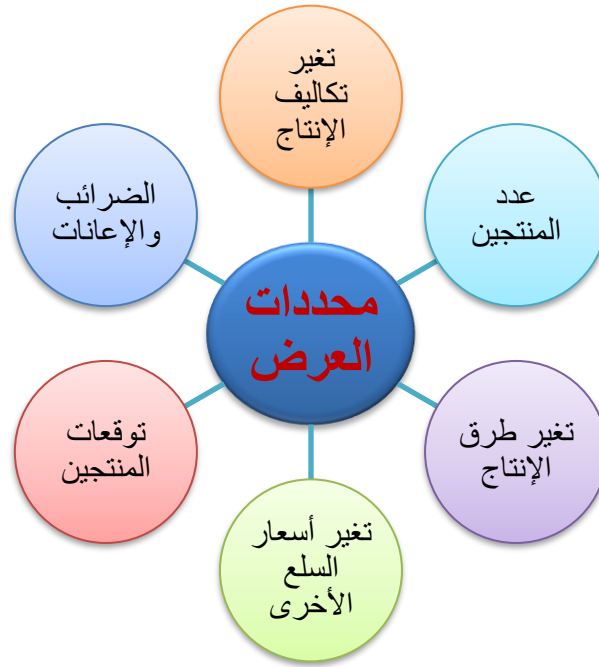 محددات
العرض
تغير
تكاليف
الإنتاج
عدد
المنتجين
تغير طرق
الإنتاج
تغير أسعار
السلع
الأخرى
توقعات
المنتجين
الضرائب
والإعانات